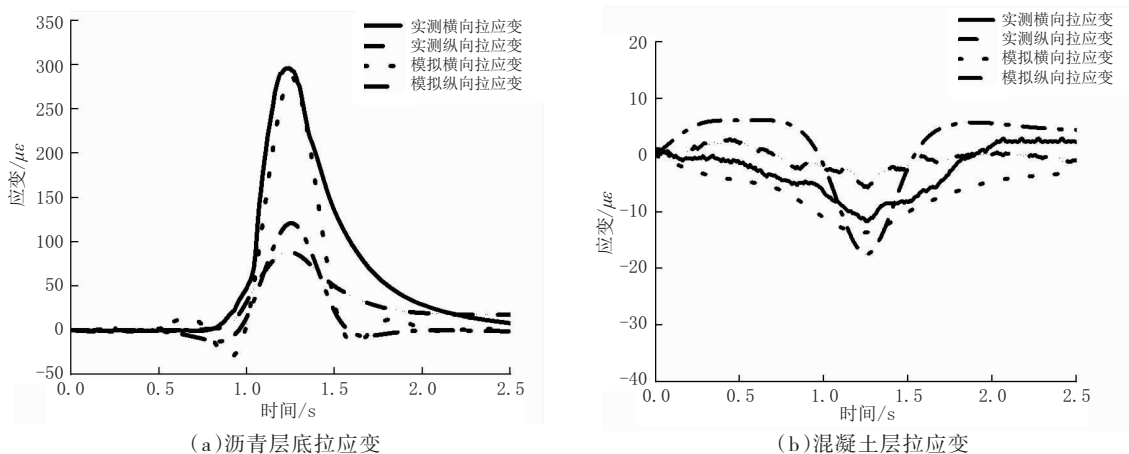 350
300
250
200
150
100
50
0
-50
应变/με
0.0 0.5 1.0 1.5 2.0 2.5
时间/s
实测横向拉应变
实测纵向拉应变
模拟横向拉应变
模拟纵向拉应变
(a)沥青层底拉应变
20
10
0
-10
-20
-30
-40
应变/με
0.0 0.5 1.0 1.5 2.0 2.5
时间/s
实测横向拉应变
实测纵向拉应变
模拟横向拉应变
模拟纵向拉应变
(b)混凝土层拉应变